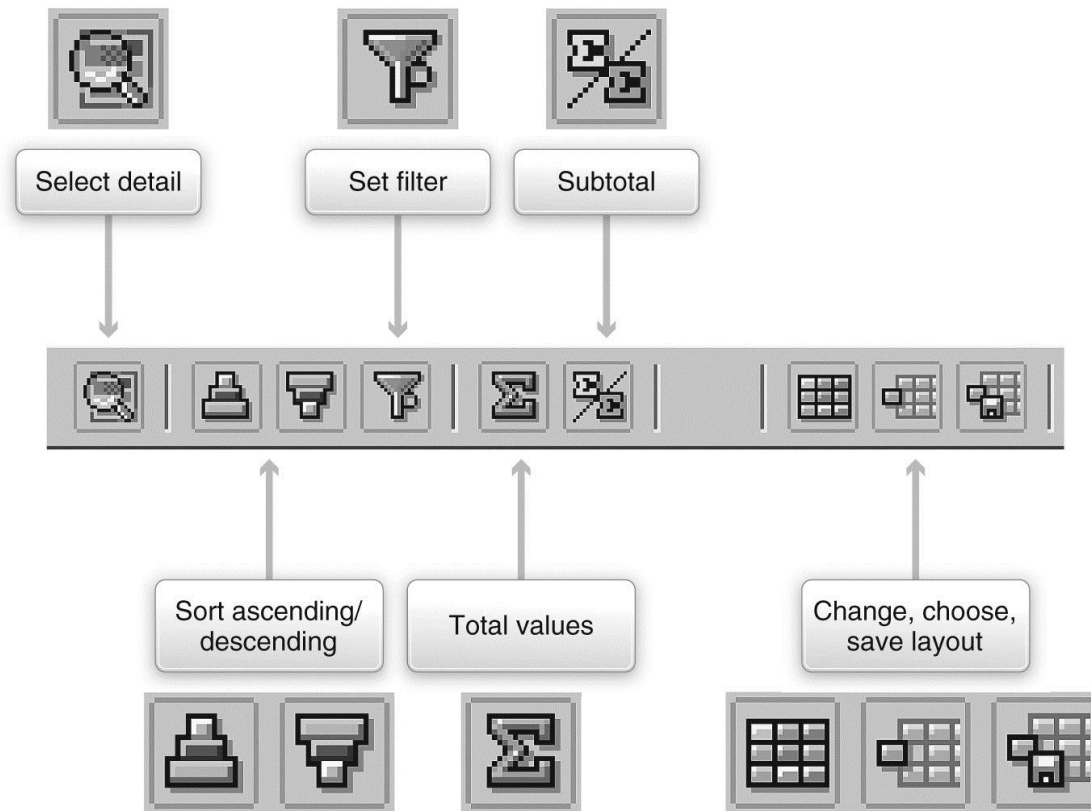 Select detail
Set filter
Subtotal
Sort ascending/
descending
Total values
Change, choose,
save layout